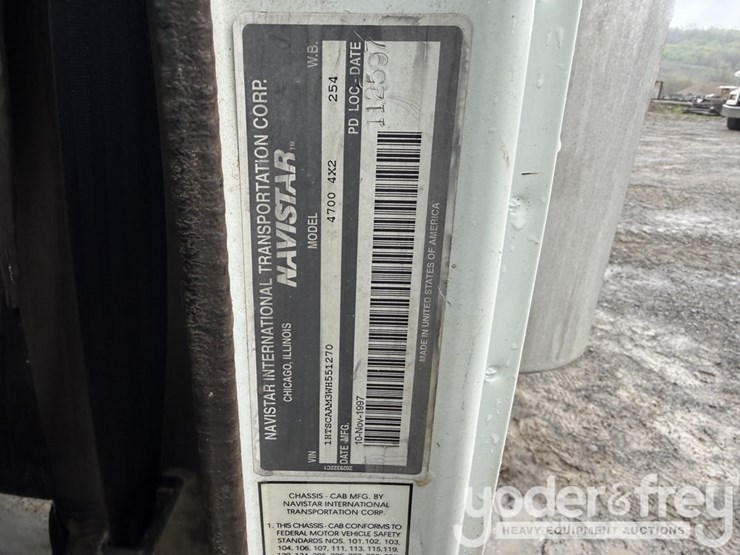 NAVISTAR INTERNATIONAL TRANSPORTATION CORP.
CHICAGO, ILLINOIS
NAVISTAR™
MODEL
W.B.
4700 4X2
254
VIN
1HTSCAAM3WH551270
DATE MFG.
10-Nov-1997
PD LOC - DATE
112597
MADE IN UNITED STATES OF AMERICA
CHASSIS - CAB MFG. BY
NAVISTAR INTERNATIONAL
TRANSPORTATION CORP.
1. THIS CHASSIS - CAB CONFORMS TO
FEDERAL MOTOR VEHICLE SAFETY
STANDARDS NOS. 101, 102, 103,
104, 106, 107, 111, 113, 115, 119,
yoder & frey
HEAVY EQUIPMENT AUCTIONS